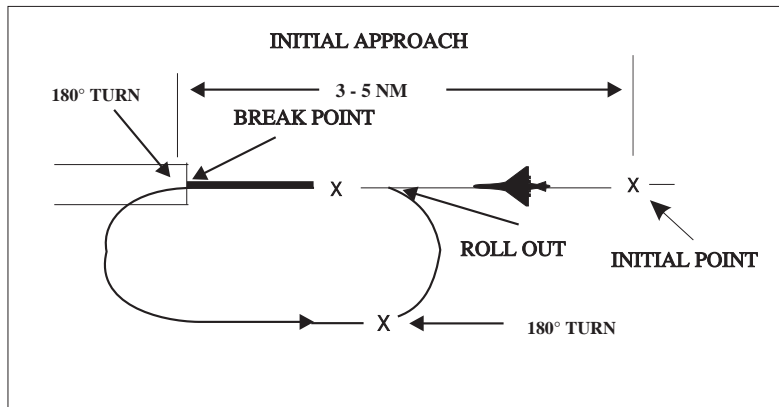 INITIAL APPROACH
3 - 5 NM
180° TURN
BREAK POINT
X
X
ROLL OUT
INITIAL POINT
X
180° TURN